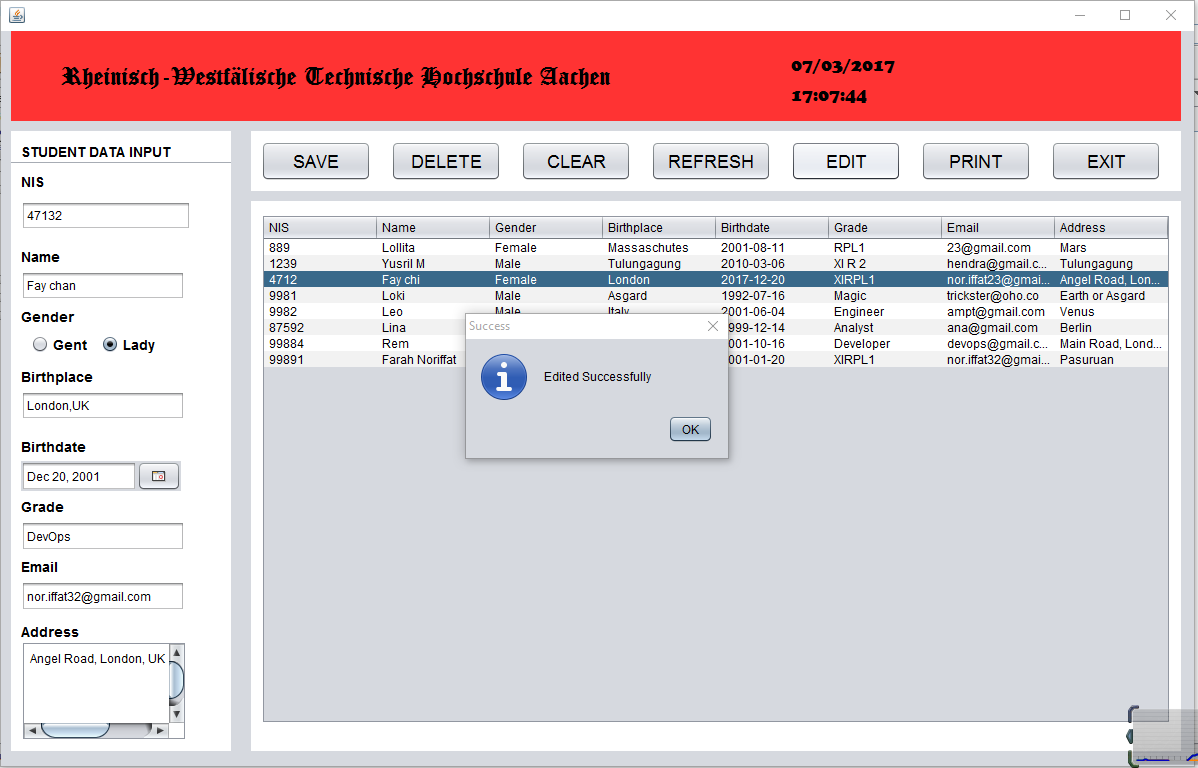 Rheinisch-Westfälische Technische Hochschule Aachen
07/03/2017
17:07:44
STUDENT DATA INPUT
NIS
47132
Name
Fay chan
Gender
Gent Lady
Birthplace
London,UK
Birthdate
Dec 20, 2001
Grade
DevOps
Email
nor.iffat32@gmail.com
Address
Angel Road, London, UK
SAVE DELETE CLEAR REFRESH EDIT PRINT EXIT
NIS Name Gender Birthplace Birthdate Grade Email Address
889 Lollita Female Massaschutes 2001-08-11 RPL1 23@gmail.com Mars
1239 Yusril M Male Tulungagung 2010-03-06 XI R 2 hendra@gmail.c... Tulungagung
4712 Fay chi Female London 2017-12-20 XIRPL1 nor.iffat23@gmai... Angel Road, Lon...
9981 Loki Male Asgard 1992-07-16 Magic trickster@oho.co Earth or Asgard
9982 Leo Male Italy 2001-06-04 Engineer ampt@gmail.com Venus
87592 Lina 999-12-14 Analyst ana@gmail.com Berlin
99884 Rem 001-10-16 Developer devops@gmail.c... Main Road, Lond...
99891 Farah Noriffat 001-01-20 XIRPL1 nor.iffat32@gmai... Pasuruan
Success
Edited Successfully
OK